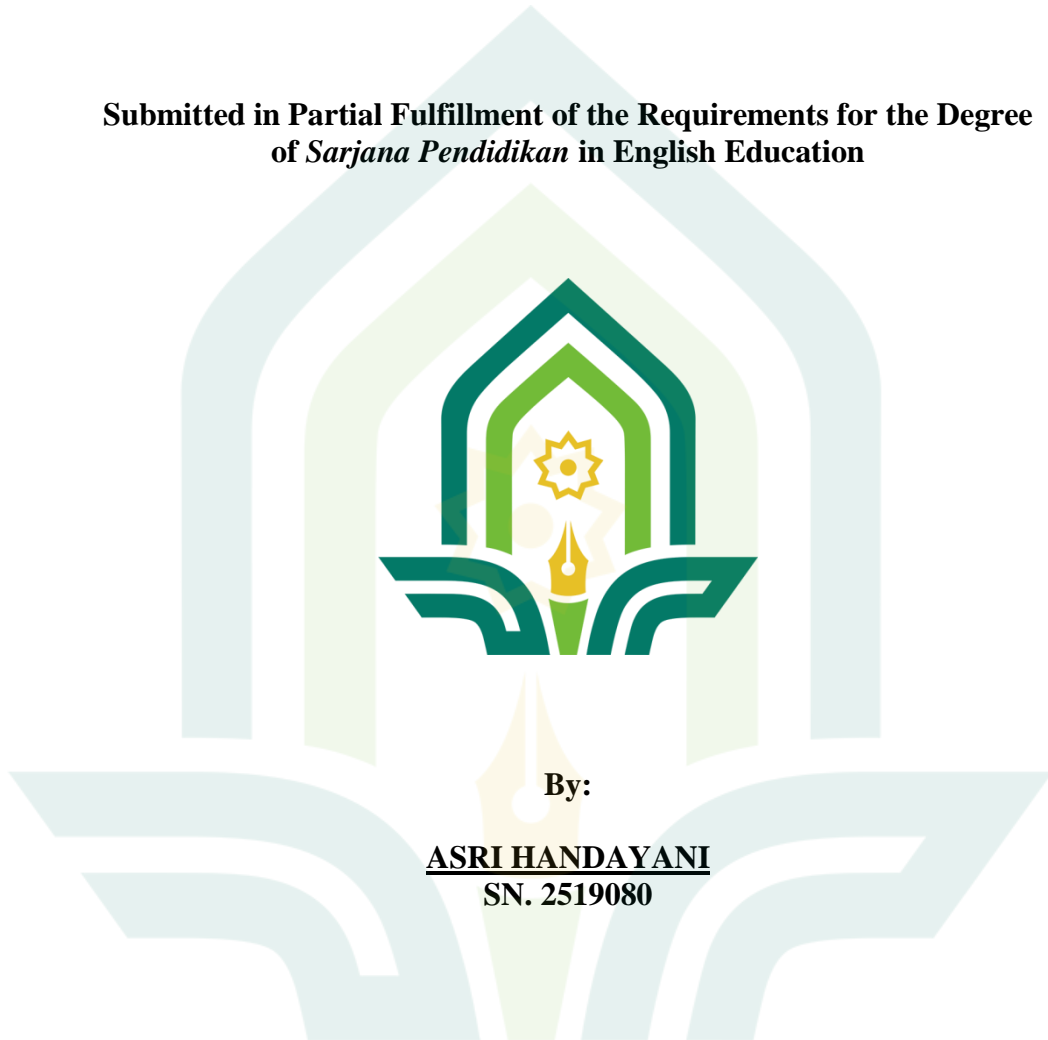 Submitted in Partial Fulfillment of the Requirements for the Degree
of Sarjana Pendidikan in English Education
By:
ASRI HANDAYANI
SN. 2519080